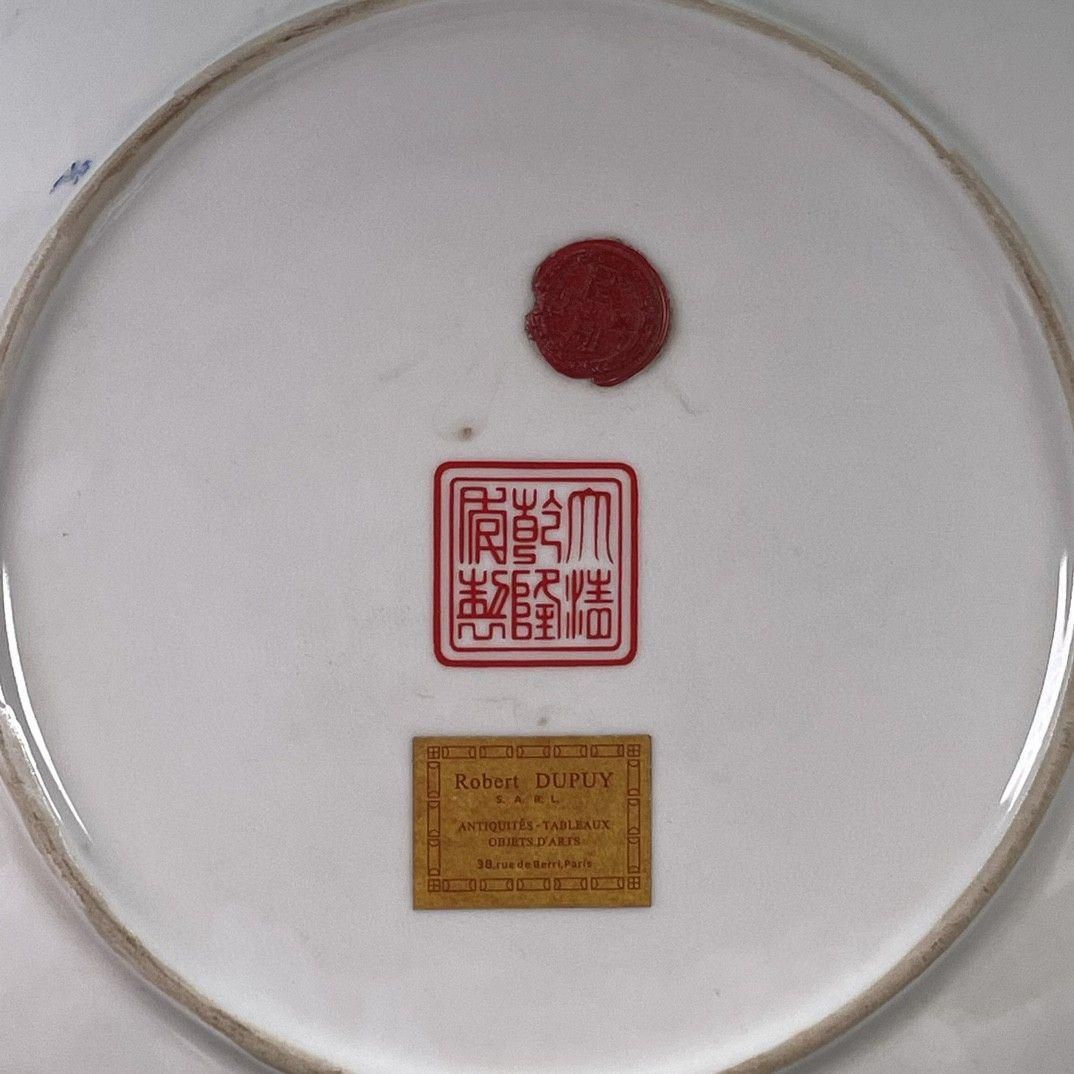 大清
乾隆
年製
Robert DUPUY
S. A. R. L.
ANTIQUITÉS - TABLEAUX
OBJETS D'ARTS
38, rue de Berri, Paris